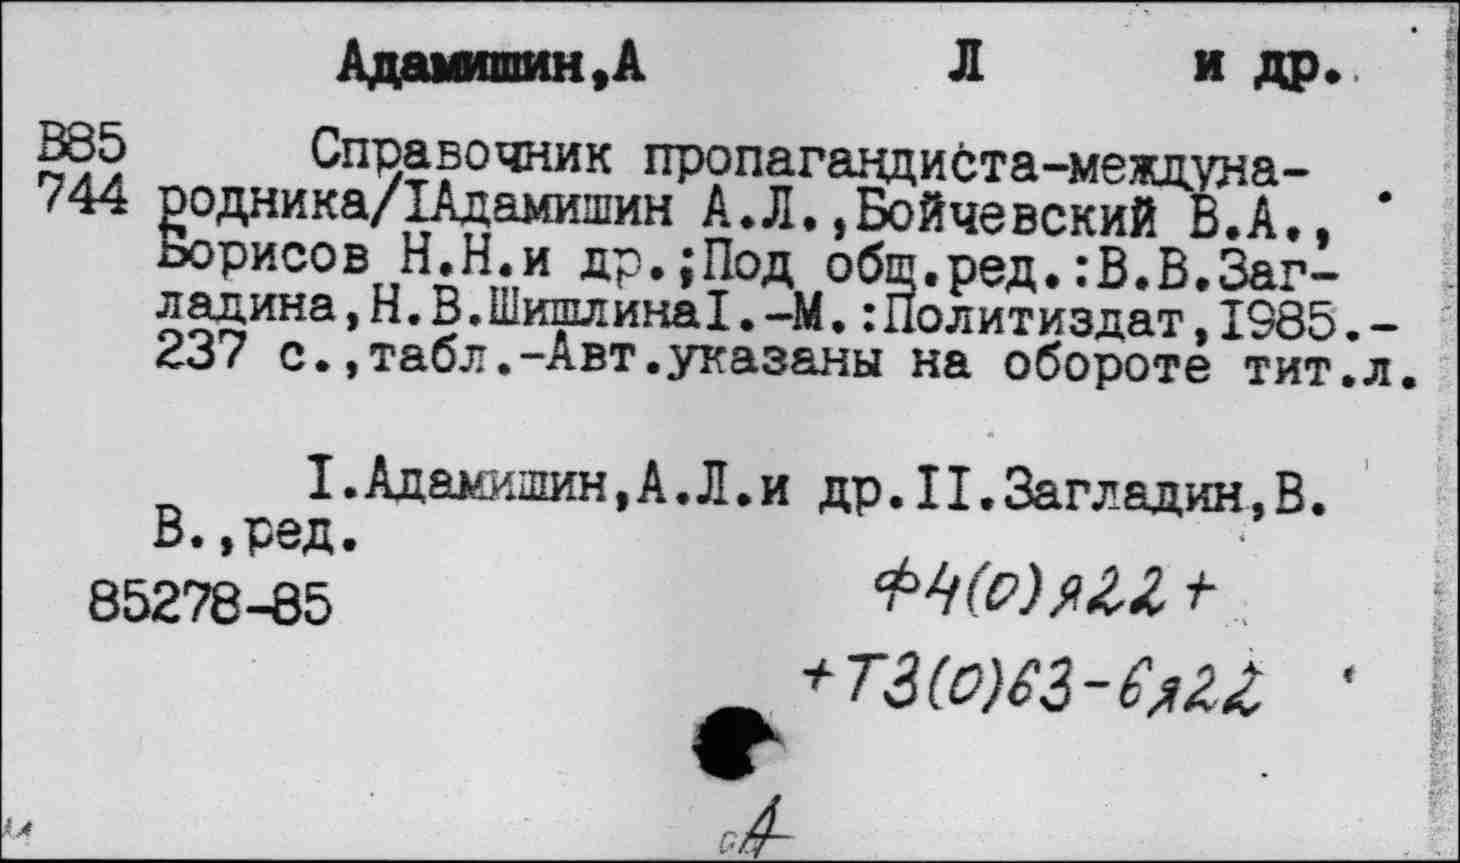 Адамишин,А Л и др.
В85 Справочник пропагандиста-междуна-
744 родника/IАдамишин А.Л.,Бойчевский В.А.,
Борисов Н.Н.и др.;Под общ.ред.:В.В.Заг-
ладина,Н.В.ШишлинаI.-М.:Политиздат,1985.-
237 с.,табл.-Авт.указаны на обороте тит.л.
I.Адамишин,А.Л.и др.II.Загладин,В.
В.,ред.
85278-85
Ф4(0)я22 +
+Т3(0)63-6я22